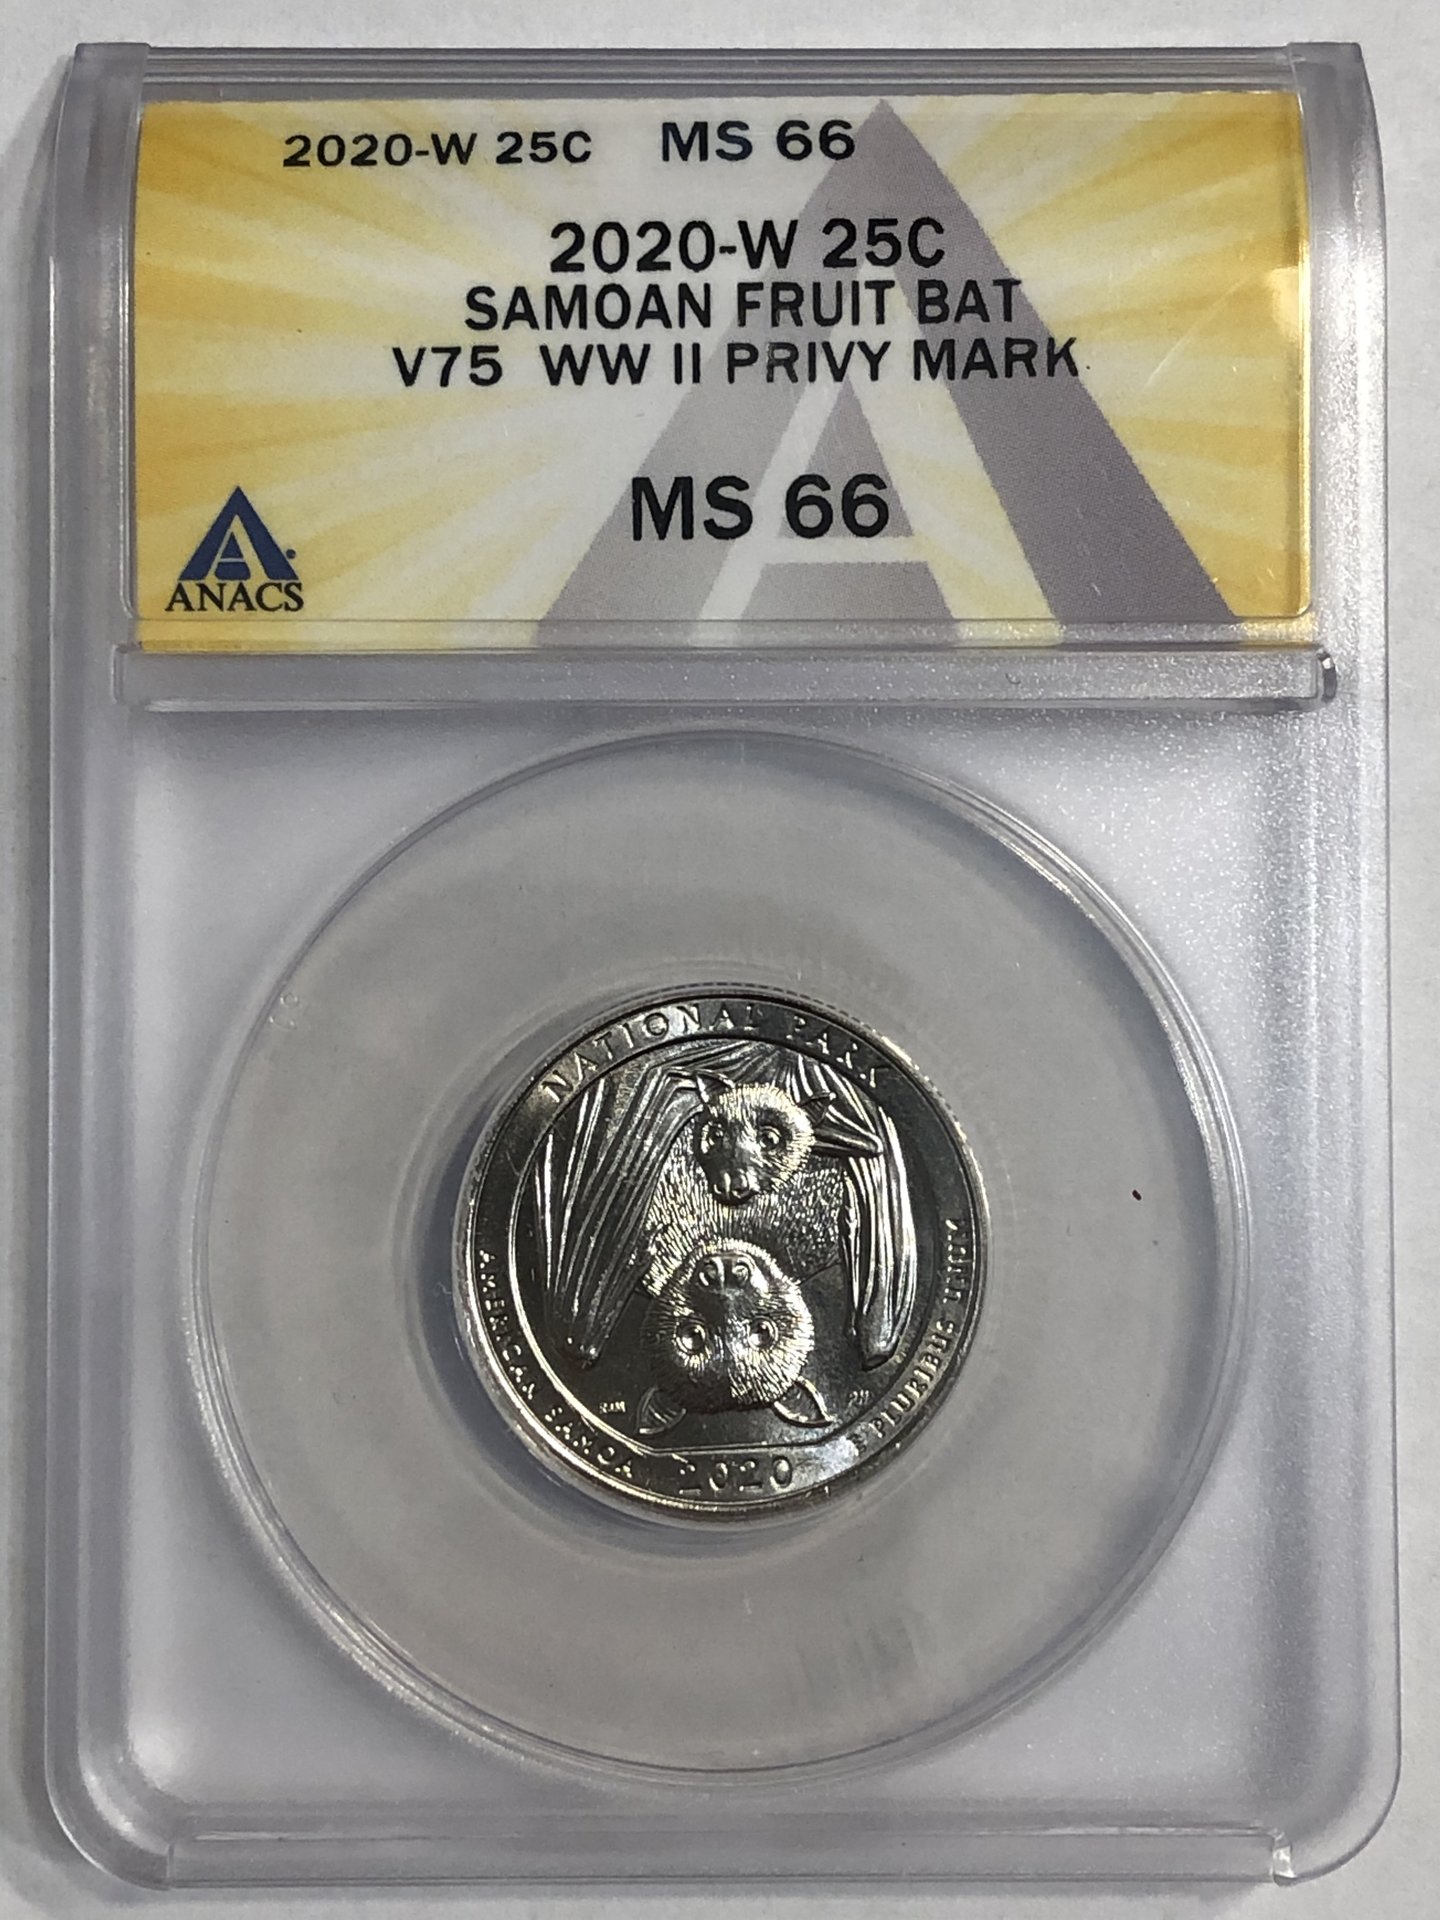 2020-W 25C MS 66
2020-W 25C
SAMOAN FRUIT BAT
V75 WW II PRIVY MARK
MS 66
ANACS
NATIONAL PARK
AMERICAN SAMOA
2020
E PLURIBUS UNUM